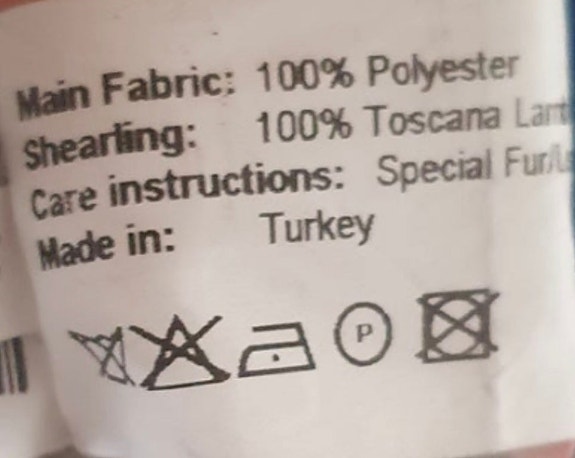 Main Fabric: 100% Polyester
Shearling: 100% Toscana
Care instructions: Special
Made in: Turkey
P